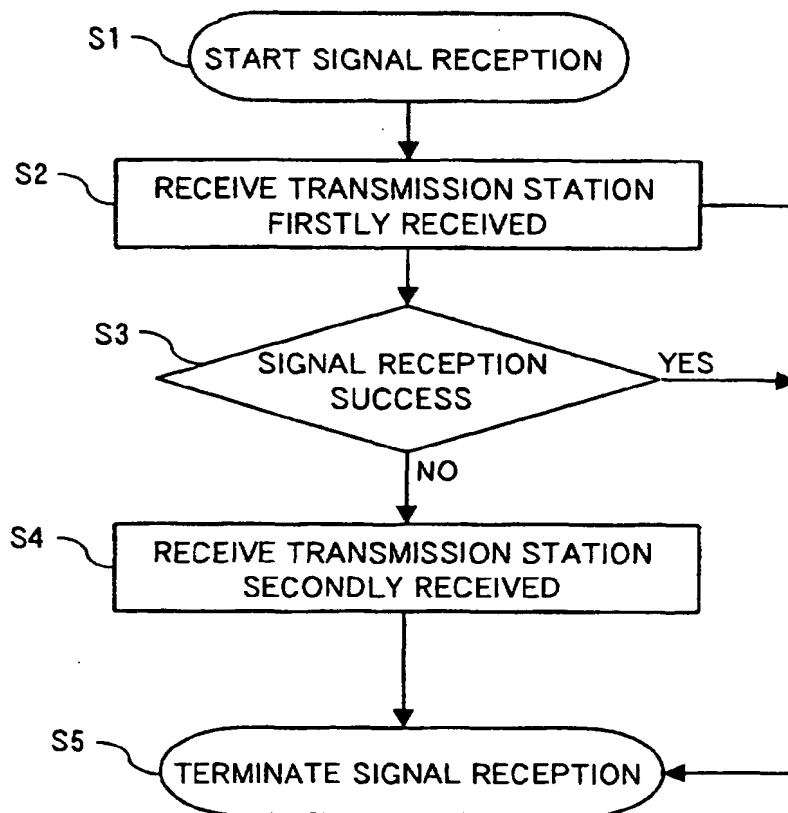 S1
START SIGNAL RECEPTION
S2
RECEIVE TRANSMISSION STATION
FIRSTLY RECEIVED
S3
SIGNAL RECEPTION
SUCCESS
YES
NO
S4
RECEIVE TRANSMISSION STATION
SECONDLY RECEIVED
S5
TERMINATE SIGNAL RECEPTION